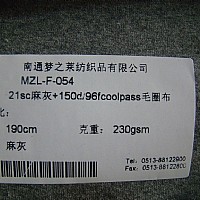 南通梦之莱纺织品有限公司
MZL-F-054
21sc麻灰+150d/96fcoolpass毛圈布
比:
190cm 克重: 230gsm
麻灰
Tel: 0513-88122900
Fax: 0513-88122800